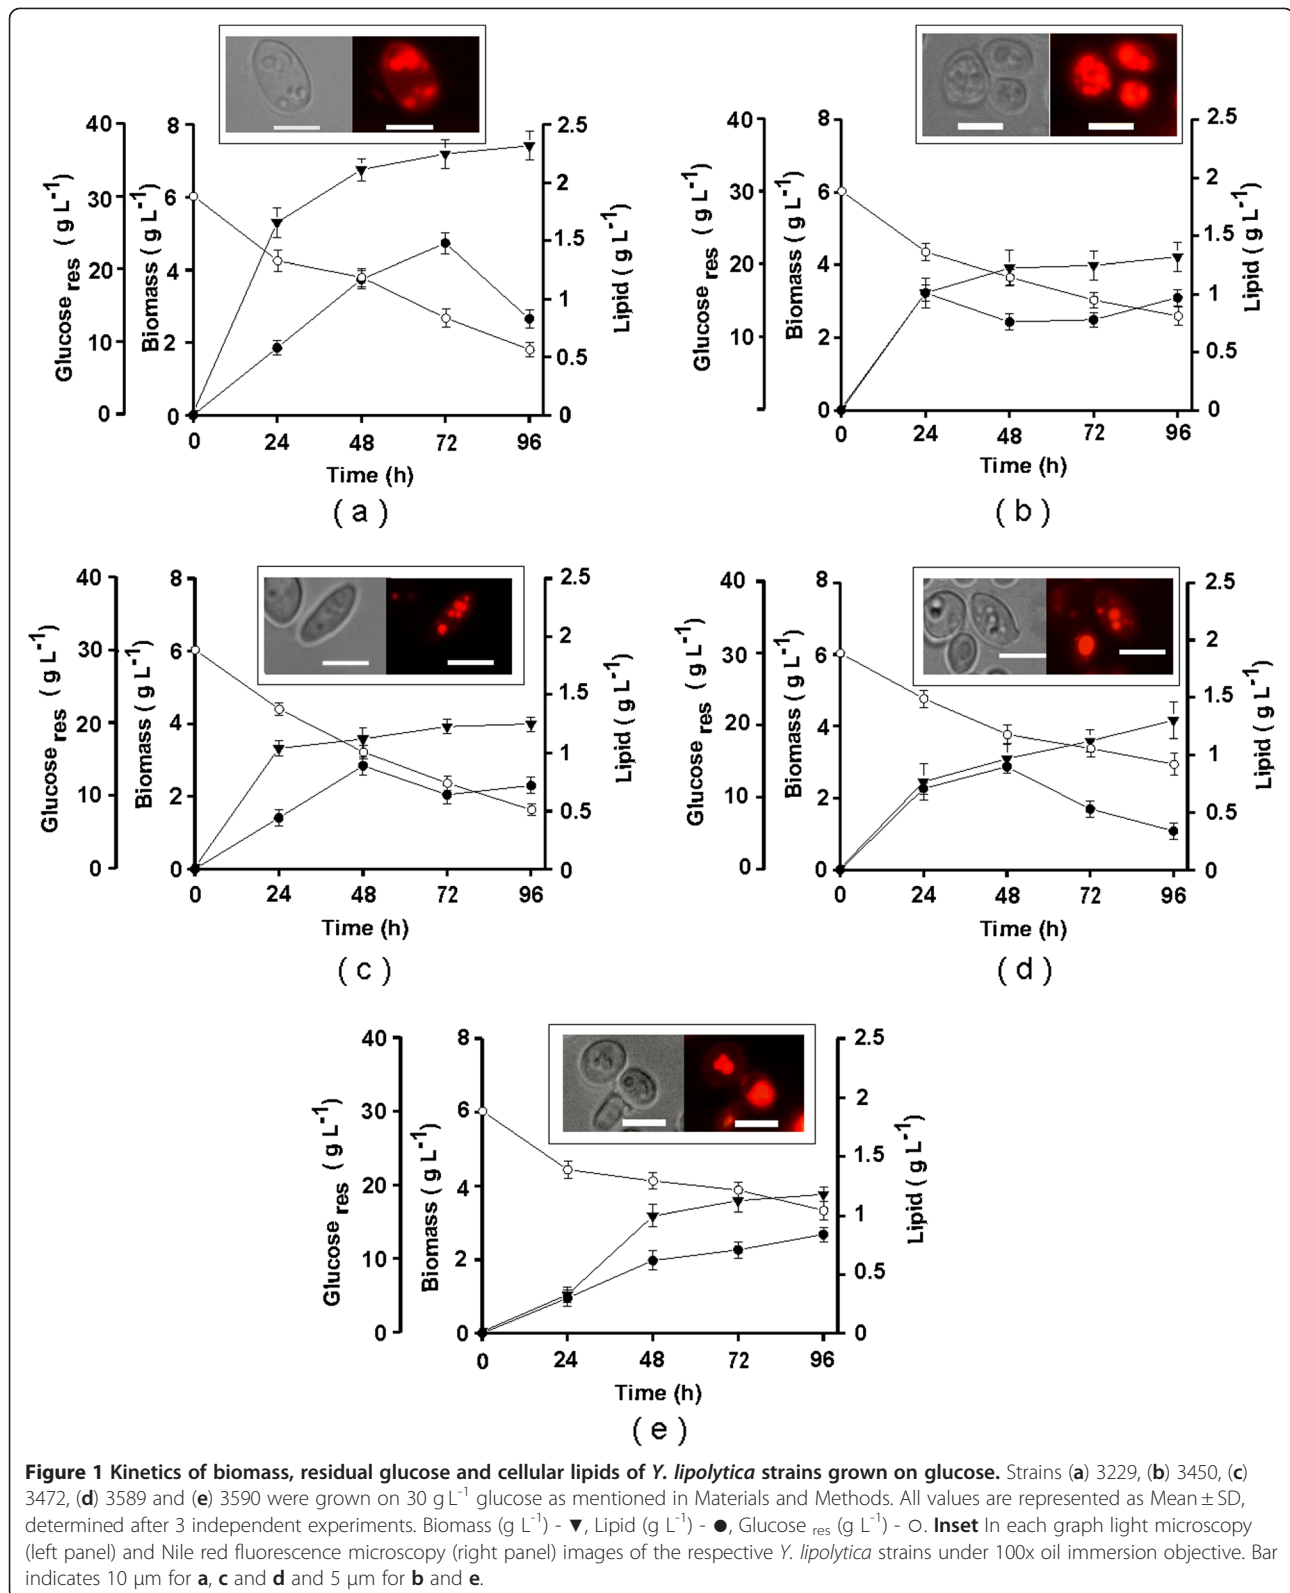 40
30
20
10
0
Glucose res ( g L-1)
8
6
4
2
0
Biomass ( g L-1)
2.5
2
1.5
1
0.5
0
Lipid ( g L-1)
0 24 48 72 96
Time (h)
( a )
40
30
20
10
0
Glucose res ( g L-1)
8
6
4
2
0
Biomass ( g L-1)
2.5
2
1.5
1
0.5
0
Lipid ( g L-1)
0 24 48 72 96
Time (h)
( b )
40
30
20
10
0
Glucose res ( g L-1)
8
6
4
2
0
Biomass ( g L-1)
2.5
2
1.5
1
0.5
0
Lipid ( g L-1)
0 24 48 72 96
Time (h)
( c )
40
30
20
10
0
Glucose res ( g L-1)
8
6
4
2
0
Biomass ( g L-1)
2.5
2
1.5
1
0.5
0
Lipid ( g L-1)
0 24 48 72 96
Time (h)
( d )
40
30
20
10
0
Glucose res ( g L-1)
8
6
4
2
0
Biomass ( g L-1)
2.5
2
1.5
1
0.5
0
Lipid ( g L-1)
0 24 48 72 96
Time (h)
( e )
Figure 1 Kinetics of biomass, residual glucose and cellular lipids of Y. lipolytica strains grown on glucose. Strains (a) 3229, (b) 3450, (c)
3472, (d) 3589 and (e) 3590 were grown on 30 g L-1 glucose as mentioned in Materials and Methods. All values are represented as Mean ± SD,
determined after 3 independent experiments. Biomass (g L-1) - ▼, Lipid (g L-1) - ●, Glucose res (g L-1) - ○. Inset In each graph light microscopy
(left panel) and Nile red fluorescence microscopy (right panel) images of the respective Y. lipolytica strains under 100x oil immersion objective. Bar
indicates 10 μm for a, c and d and 5 μm for b and e.